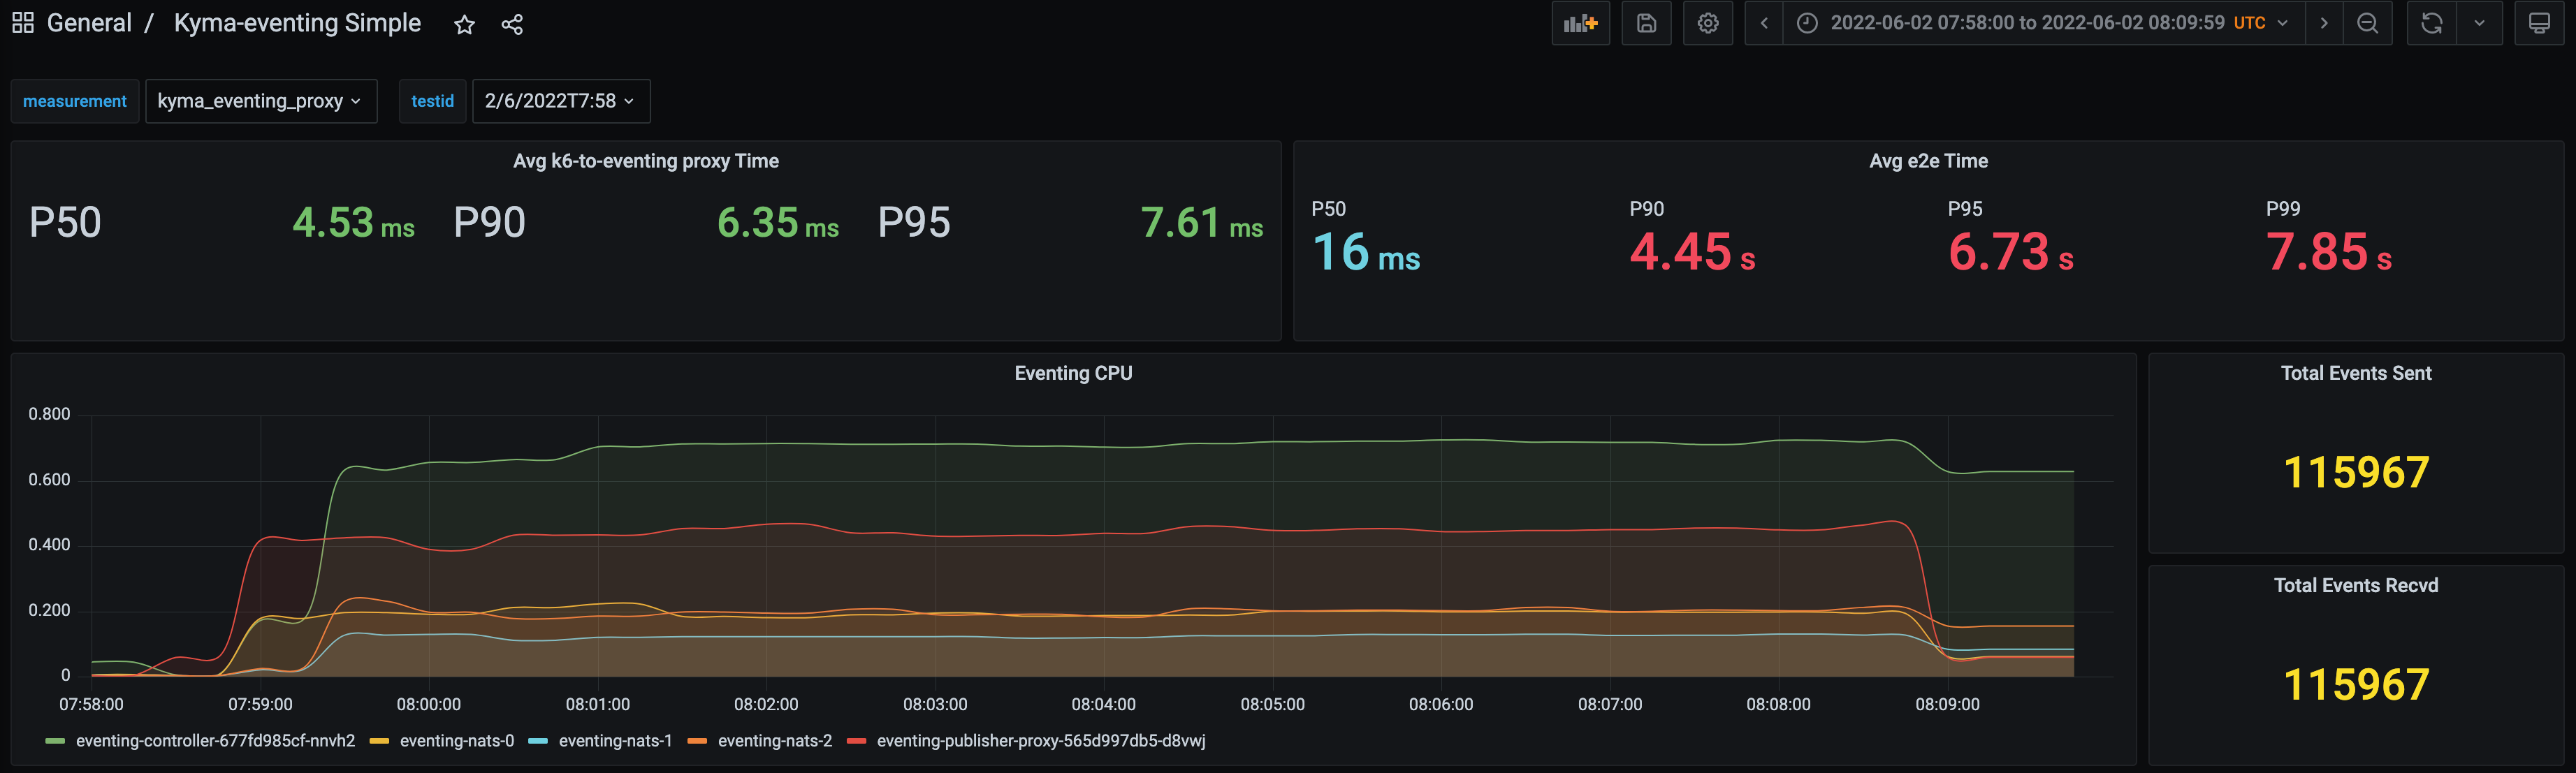 General / Kyma-eventing Simple
2022-06-02 07:58:00 to 2022-06-02 08:09:59 UTC
measurement kyma_eventing_proxy testid 2/6/2022T7:58
Avg k6-to-eventing proxy Time
P50 4.53 ms P90 6.35 ms P95 7.61 ms
Avg e2e Time
P50 P90 P95 P99
16 ms 4.45 s 6.73 s 7.85 s
Eventing CPU
0.800
0.600
0.400
0.200
0
07:58:00 07:59:00 08:00:00 08:01:00 08:02:00 08:03:00 08:04:00 08:05:00 08:06:00 08:07:00 08:08:00 08:09:00
eventing-controller-677fd985cf-nnvh2 eventing-nats-0 eventing-nats-1 eventing-nats-2 eventing-publisher-proxy-565d997db5-d8vwj
Total Events Sent
115967
Total Events Recvd
115967